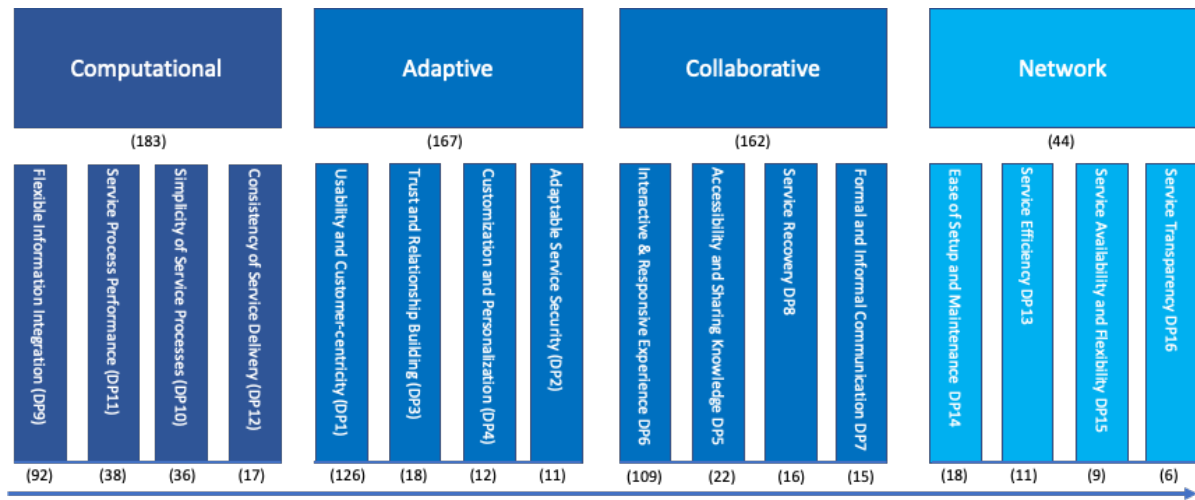 Computational
Adaptive
Collaborative
Network
(183)
(167)
(162)
(44)
Flexible Information Integration (DP9)
Service Process Performance (DP11)
Simplicity of Service Processes (DP10)
Consistency of Service Delivery (DP12)
Usability and Customer-centricity (DP1)
Trust and Relationship Building (DP3)
Customization and Personalization (DP4)
Adaptable Service Security (DP2)
Interactive & Responsive Experience DP6
Accessibility and Sharing Knowledge DP5
Service Recovery DP8
Formal and Informal Communication DP7
Ease of Setup and Maintenance DP14
Service Efficiency DP13
Service Availability and Flexibility DP15
Service Transparency DP16
(92)
(38)
(36)
(17)
(126)
(18)
(12)
(11)
(109)
(22)
(16)
(15)
(18)
(11)
(9)
(6)